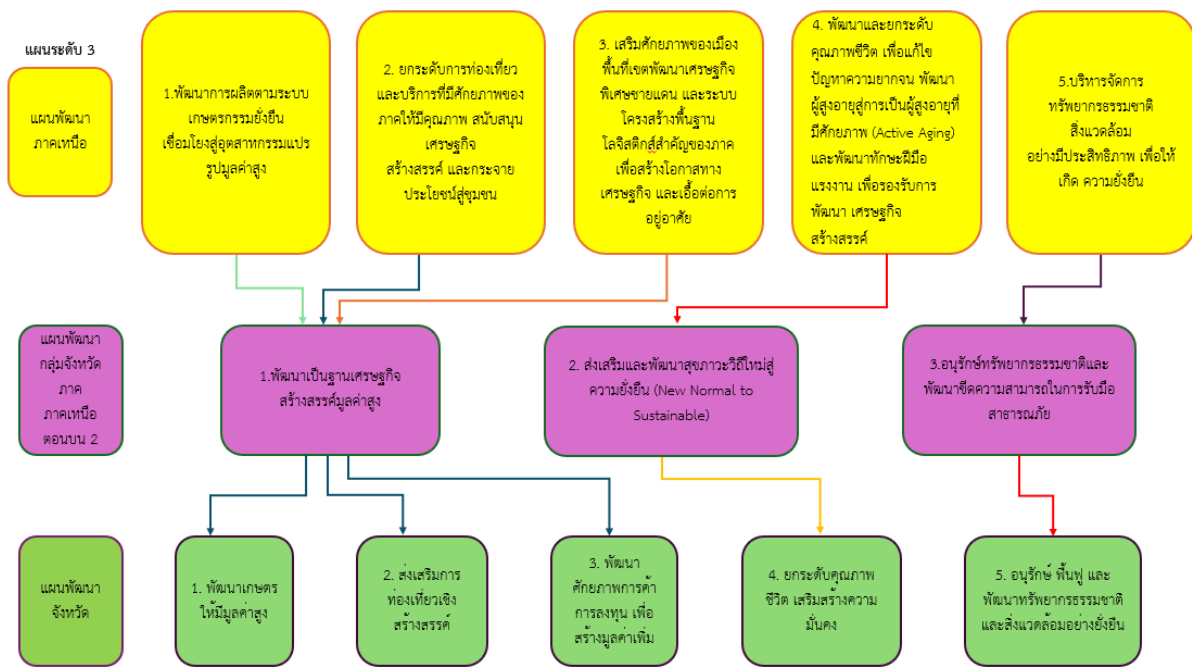 แผนระดับ 3
แผนพัฒนา
ภาคเหนือ
1.พัฒนาการผลิตตามระบบ
เกษตรกรรมยั่งยืน
เชื่อมโยงสู่อุตสาหกรรมแปร
รูปมูลค่าสูง
2. ยกระดับการท่องเที่ยว
และบริการที่มีศักยภาพของ
ภาคให้มีคุณภาพ สนับสนุน
เศรษฐกิจ
สร้างสรรค์ และกระจาย
ประโยชน์สู่ชุมชน
3. เสริมศักยภาพของเมือง
พื้นที่เขตพัฒนาเศรษฐกิจ
พิเศษชายแดน และระบบ
โครงสร้างพื้นฐาน
โลจิสติกส์สำคัญของภาค
เพื่อสร้างโอกาสทาง
เศรษฐกิจ และเอื้อต่อการ
อยู่อาศัย
4. พัฒนาและยกระดับ
คุณภาพชีวิต เพื่อแก้ไข
ปัญหาความยากจน พัฒนา
ผู้สูงอายุสู่การเป็นผู้สูงอายุที่
มีศักยภาพ (Active Aging)
และพัฒนาทักษะฝีมือ
แรงงาน เพื่อรองรับการ
พัฒนา เศรษฐกิจ
สร้างสรรค์
5.บริหารจัดการ
ทรัพยากรธรรมชาติ
สิ่งแวดล้อม
อย่างมีประสิทธิภาพ เพื่อให้
เกิด ความยั่งยืน
แผนพัฒนา
กลุ่มจังหวัด
ภาค
ภาคเหนือ
ตอนบน 2
1.พัฒนาเป็นฐานเศรษฐกิจ
สร้างสรรค์มูลค่าสูง
2. ส่งเสริมและพัฒนาสุขภาวะวิถีใหม่สู่
ความยั่งยืน (New Normal to
Sustainable)
3.อนุรักษ์ทรัพยากรธรรมชาติและ
พัฒนาขีดความสามารถในการรับมือ
สาธารณภัย
แผนพัฒนา
จังหวัด
1. พัฒนาเกษตร
ให้มีมูลค่าสูง
2. ส่งเสริมการ
ท่องเที่ยวเชิง
สร้างสรรค์
3. พัฒนา
ศักยภาพการค้า
การลงทุน เพื่อ
สร้างมูลค่าเพิ่ม
4. ยกระดับคุณภาพ
ชีวิต เสริมสร้างความ
มั่นคง
5. อนุรักษ์ ฟื้นฟู และ
พัฒนาทรัพยากรธรรมชาติ
และสิ่งแวดล้อมอย่างยั่งยืน